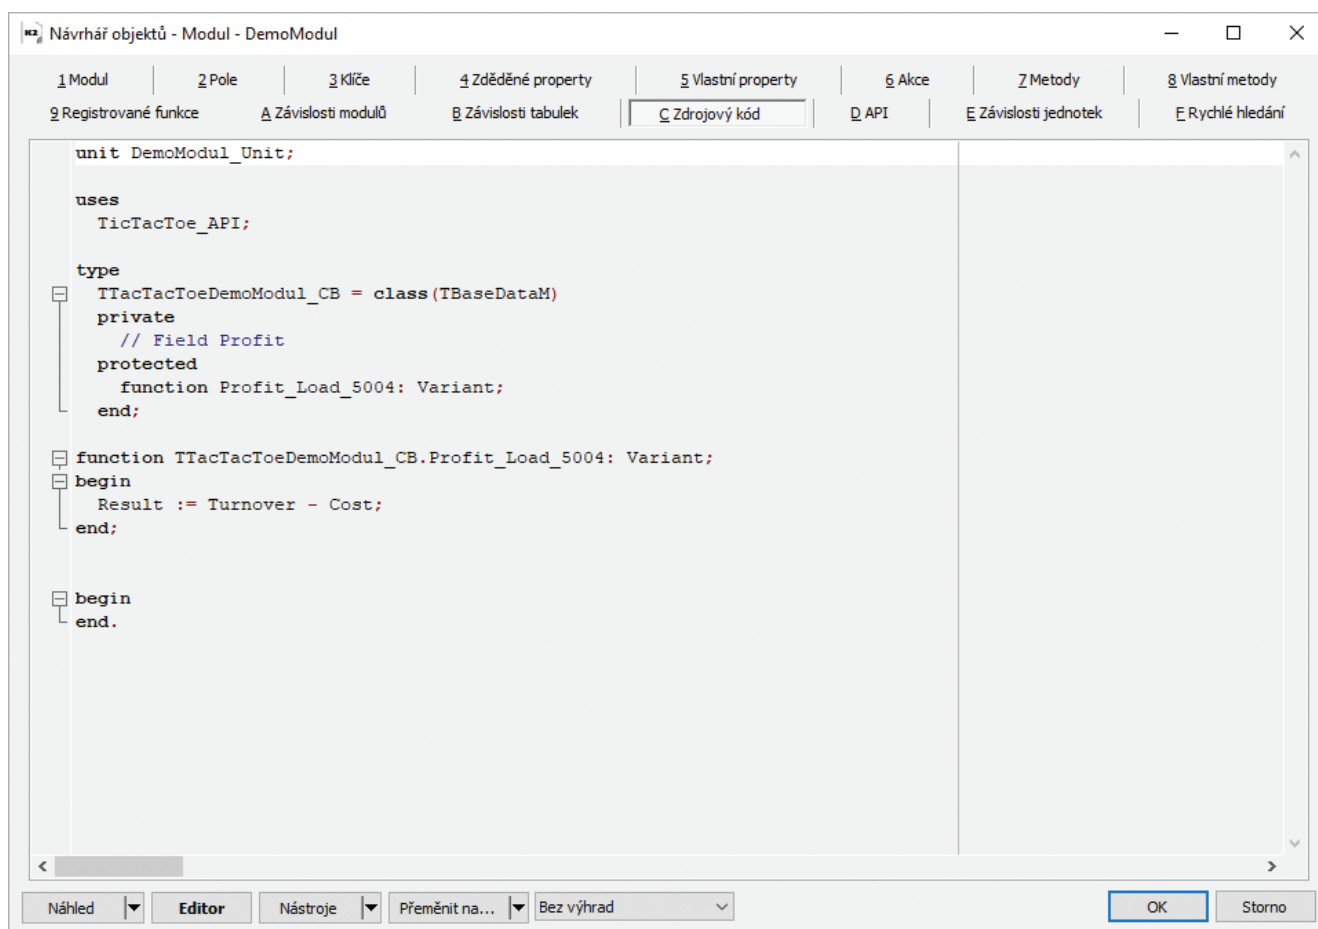 K2 Návrhář objektů - Modul - DemoModul
1 Modul 2 Pole 3 Klíče 4 Zděděné property 5 Vlastní property 6 Akce 7 Metody 8 Vlastní metody
9 Registrované funkce A Závislosti modulů B Závislosti tabulek C Zdrojový kód D API E Závislosti jednotek F Rychlé hledání
unit DemoModul_Unit;
uses
TicTacToe_API;
type
TTacTacToeDemoModul_CB = class(TBaseDataM)
private
// Field Profit
protected
function Profit_Load_5004: Variant;
end;
function TTacTacToeDemoModul_CB.Profit_Load_5004: Variant;
begin
Result := Turnover - Cost;
end;
begin
end.
Náhled Editor Nástroje Přeměnit na... Bez výhrad OK Storno